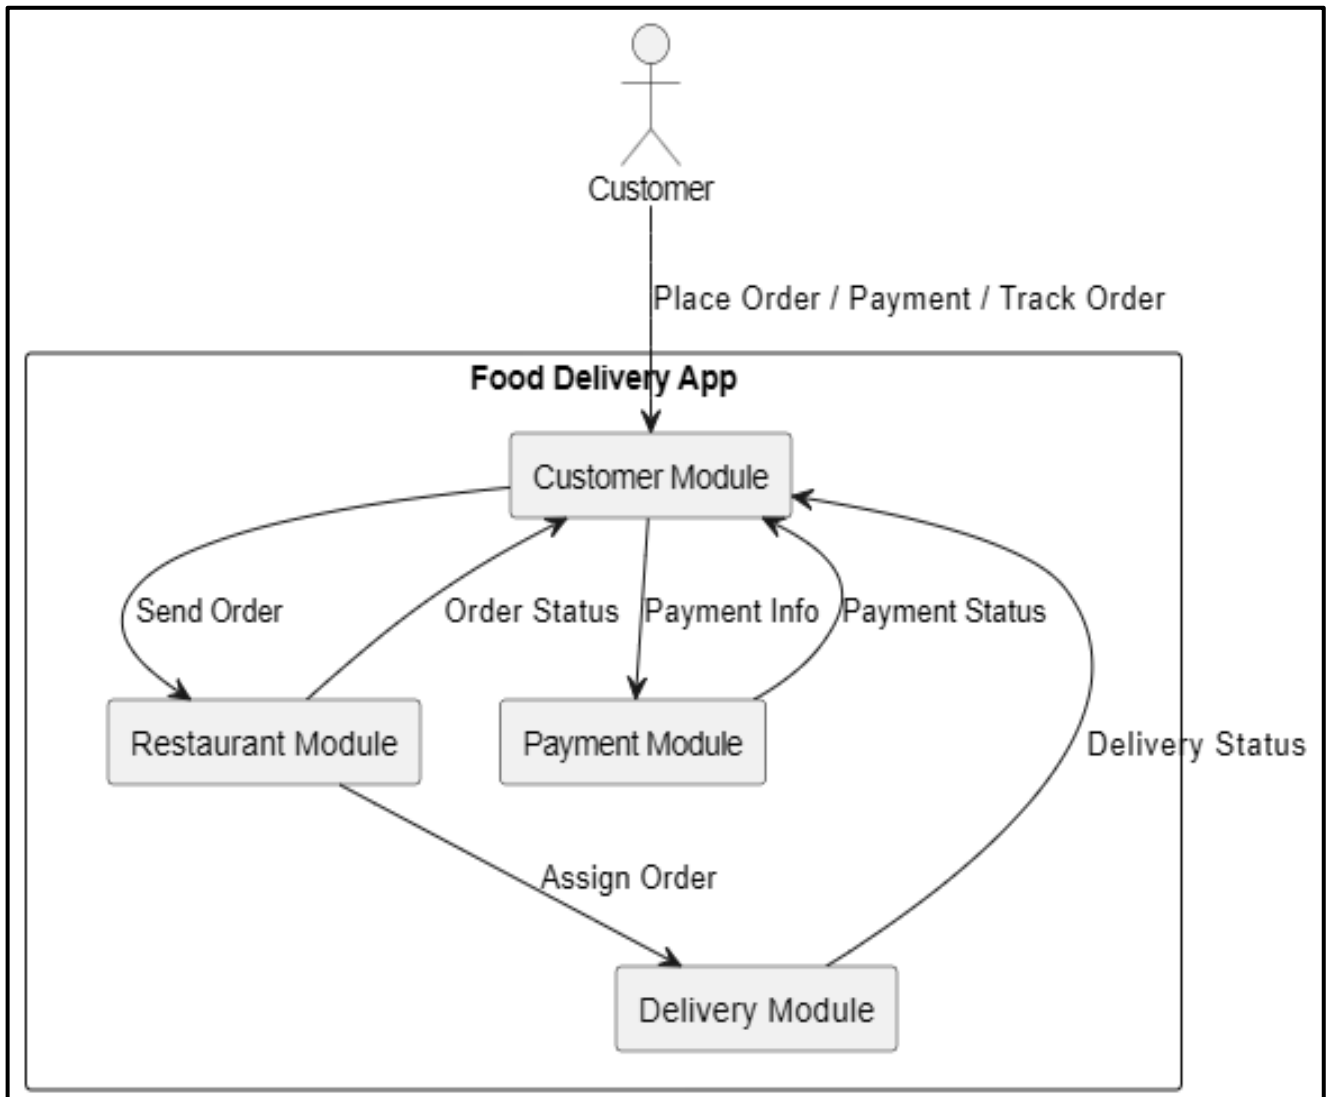 Customer
Place Order / Payment / Track Order
Food Delivery App
Customer Module
Send Order
Order Status
Payment Info
Payment Status
Restaurant Module
Payment Module
Delivery Status
Assign Order
Delivery Module